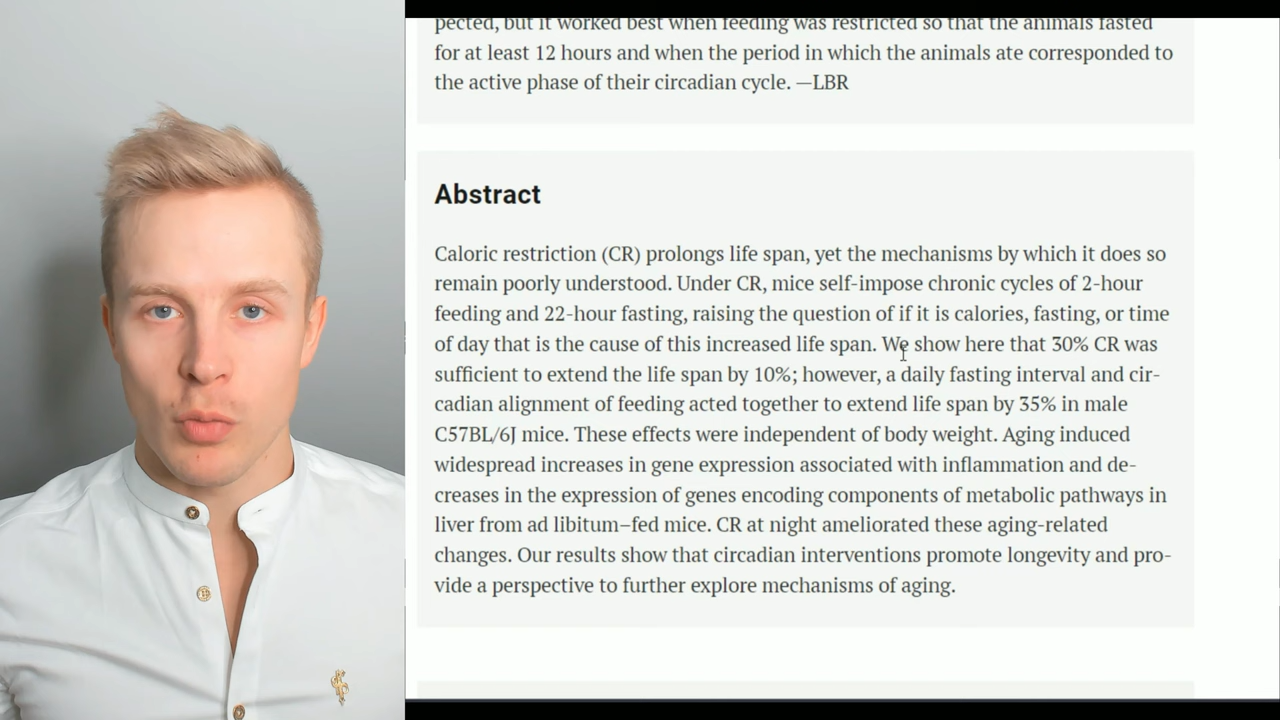 pected, but it worked best when feeding was restricted so that the animals fasted
for at least 12 hours and when the period in which the animals ate corresponded to
the active phase of their circadian cycle. —LBR
Abstract
Caloric restriction (CR) prolongs life span, yet the mechanisms by which it does so
remain poorly understood. Under CR, mice self-impose chronic cycles of 2-hour
feeding and 22-hour fasting, raising the question of if it is calories, fasting, or time
of day that is the cause of this increased life span. We show here that 30% CR was
sufficient to extend the life span by 10%; however, a daily fasting interval and cir-
cadian alignment of feeding acted together to extend life span by 35% in male
C57BL/6J mice. These effects were independent of body weight. Aging induced
widespread increases in gene expression associated with inflammation and de-
creases in the expression of genes encoding components of metabolic pathways in
liver from ad libitum–fed mice. CR at night ameliorated these aging-related
changes. Our results show that circadian interventions promote longevity and pro-
vide a perspective to further explore mechanisms of aging.